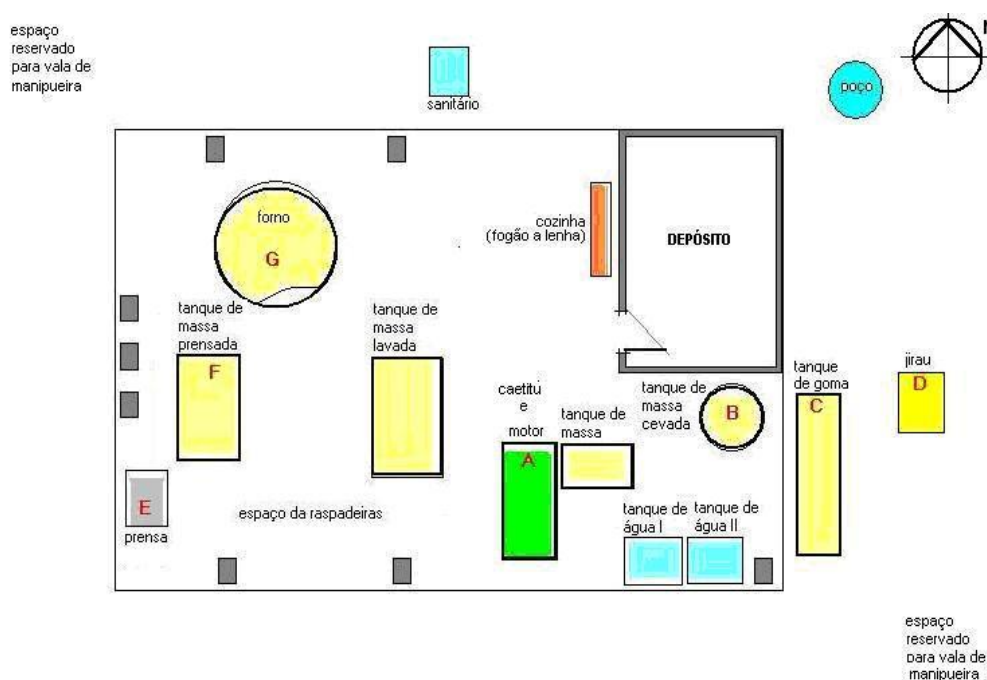 espaço
reservado
para vala de
manipueira
sanitário
poço
N
forno
G
cozinha
(fogão a lenha)
DEPÓSITO
tanque de
massa
prensada
F
tanque de
massa
lavada
caetitú
e
motor
A
tanque de
massa
tanque de
massa
cevada
B
tanque
de goma
C
jirau
D
E
prensa
espaço da raspadeiras
tanque de
água I
tanque de
água II
espaço
reservado
para vala de
manipueira